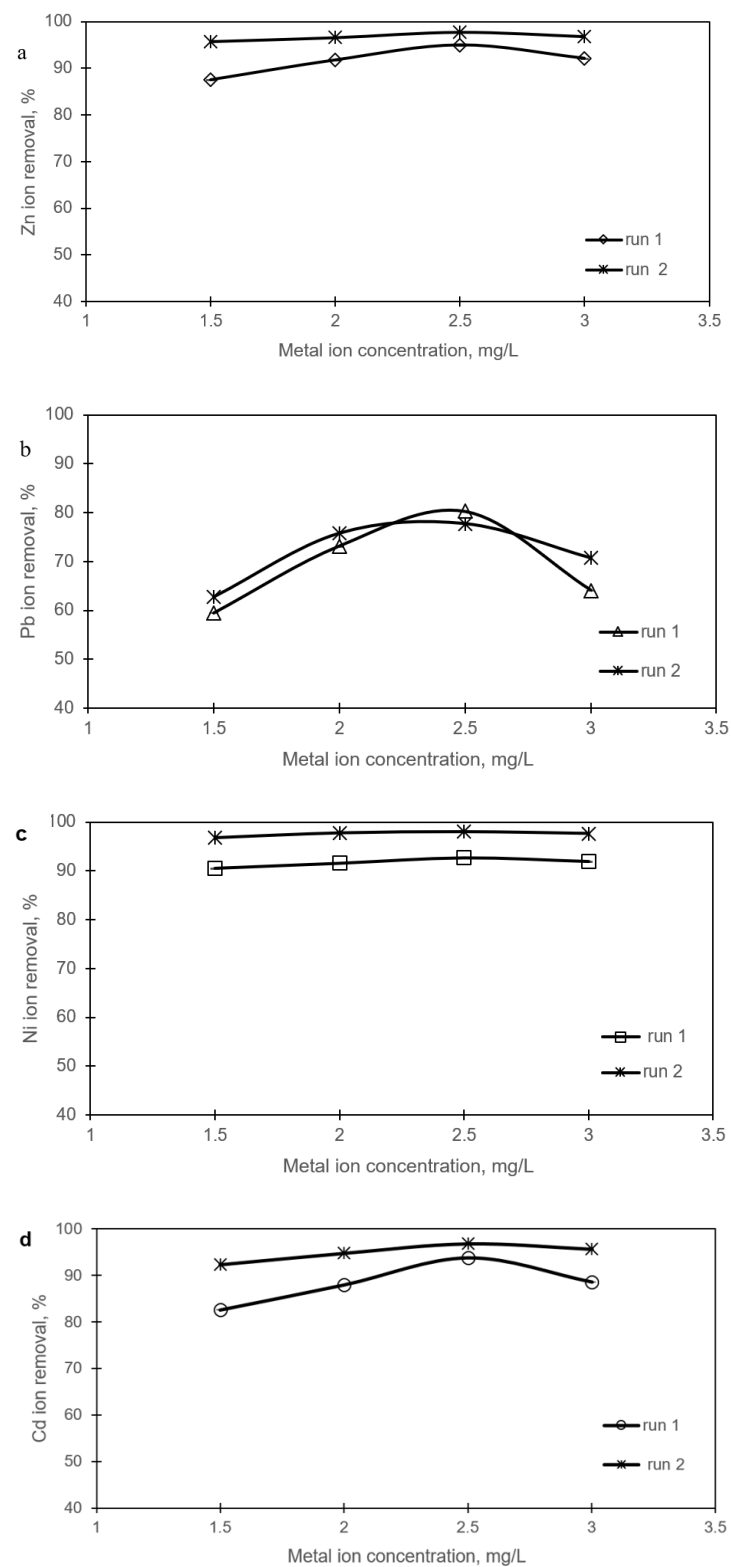 a
Zn ion removal, %
100
90
80
70
60
50
40
1
1.5
2
2.5
3
3.5
Metal ion concentration, mg/L
run 1
run 2
b
Pb ion removal, %
100
90
80
70
60
50
40
1
1.5
2
2.5
3
3.5
Metal ion concentration, mg/L
run 1
run 2
c
Ni ion removal, %
100
90
80
70
60
50
40
1
1.5
2
2.5
3
3.5
Metal ion concentration, mg/L
run 1
run 2
d
Cd ion removal, %
100
90
80
70
60
50
40
1
1.5
2
2.5
3
3.5
Metal ion concentration, mg/L
run 1
run 2